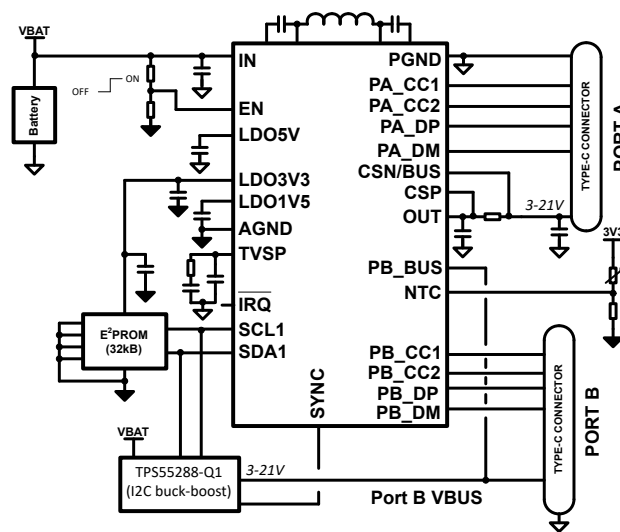 VBAT
IN
OFF
ON
Battery
EN
LDO5V
LDO3V3
LDO1V5
AGND
TVSP
IRQ
SCL1
SDA1
E²PROM
(32kB)
SYNC
VBAT
TPS55288-Q1
(I2C buck-boost)
3-21V
Port B VBUS
PGND
PA_CC1
PA_CC2
PA_DP
PA_DM
CSN/BUS
CSP
OUT
3-21V
PB_BUS
NTC
3V3
PB_CC1
PB_CC2
PB_DP
PB_DM
TYPE-C CONNECTOR
PORT A
TYPE-C CONNECTOR
PORT B